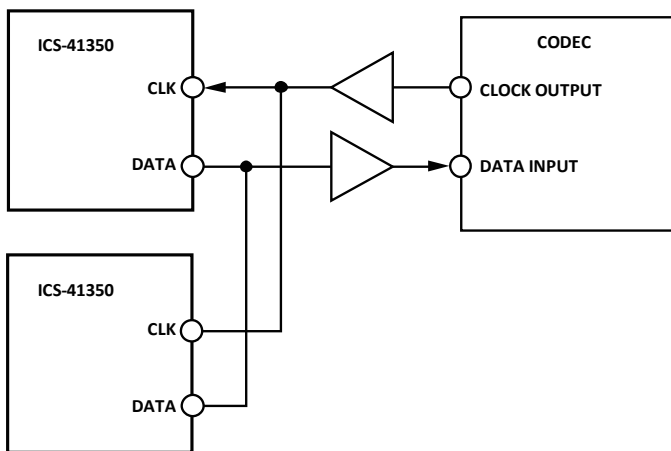 ICS-41350
CLK
DATA
CODEC
CLOCK OUTPUT
DATA INPUT
ICS-41350
CLK
DATA